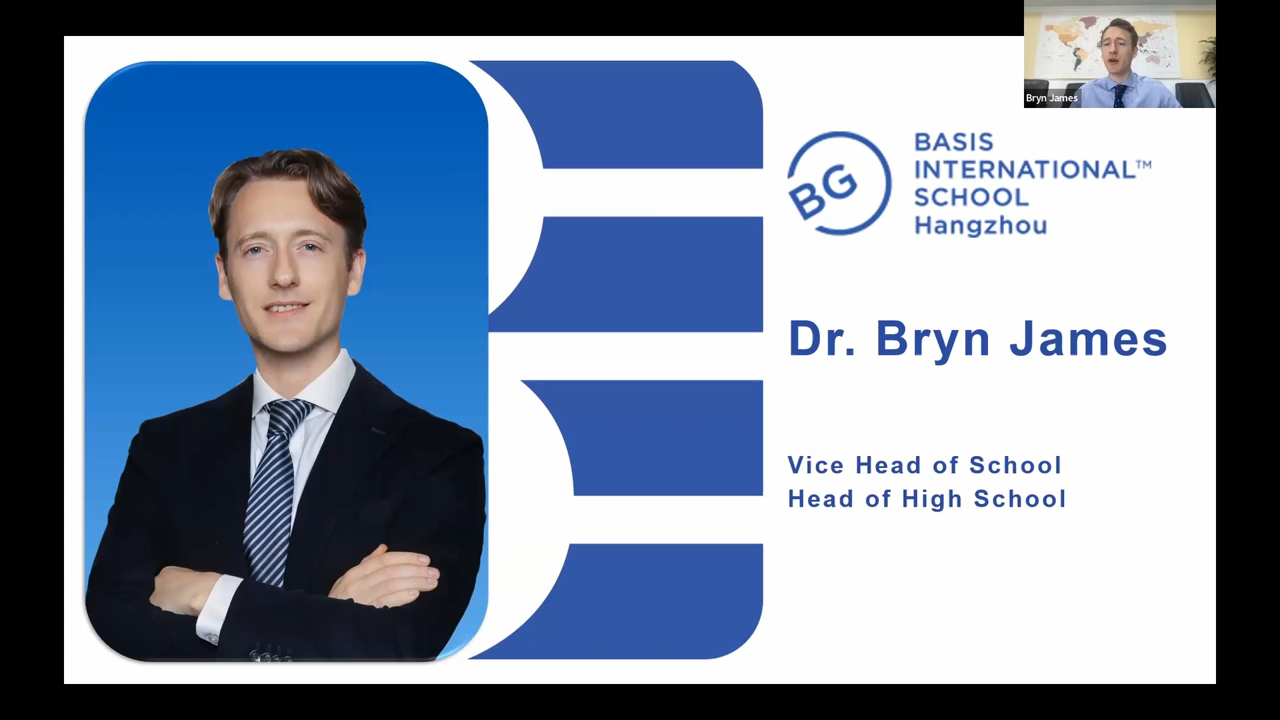 Bryn James
BG
BASIS
INTERNATIONAL™
SCHOOL
Hangzhou
Dr. Bryn James
Vice Head of School
Head of High School